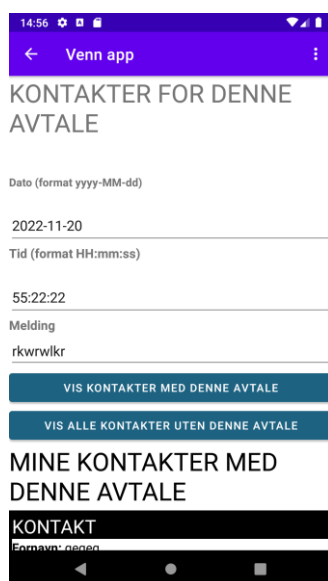 14:56
Venn app
KONTAKTER FOR DENNE
AVTALE
Dato (format yyyy-MM-dd)
2022-11-20
Tid (format HH:mm:ss)
55:22:22
Melding
rkwrwlkr
VIS KONTAKTER MED DENNE AVTALE
VIS ALLE KONTAKTER UTEN DENNE AVTALE
MINE KONTAKTER MED
DENNE AVTALE
KONTAKT
Fornavn: